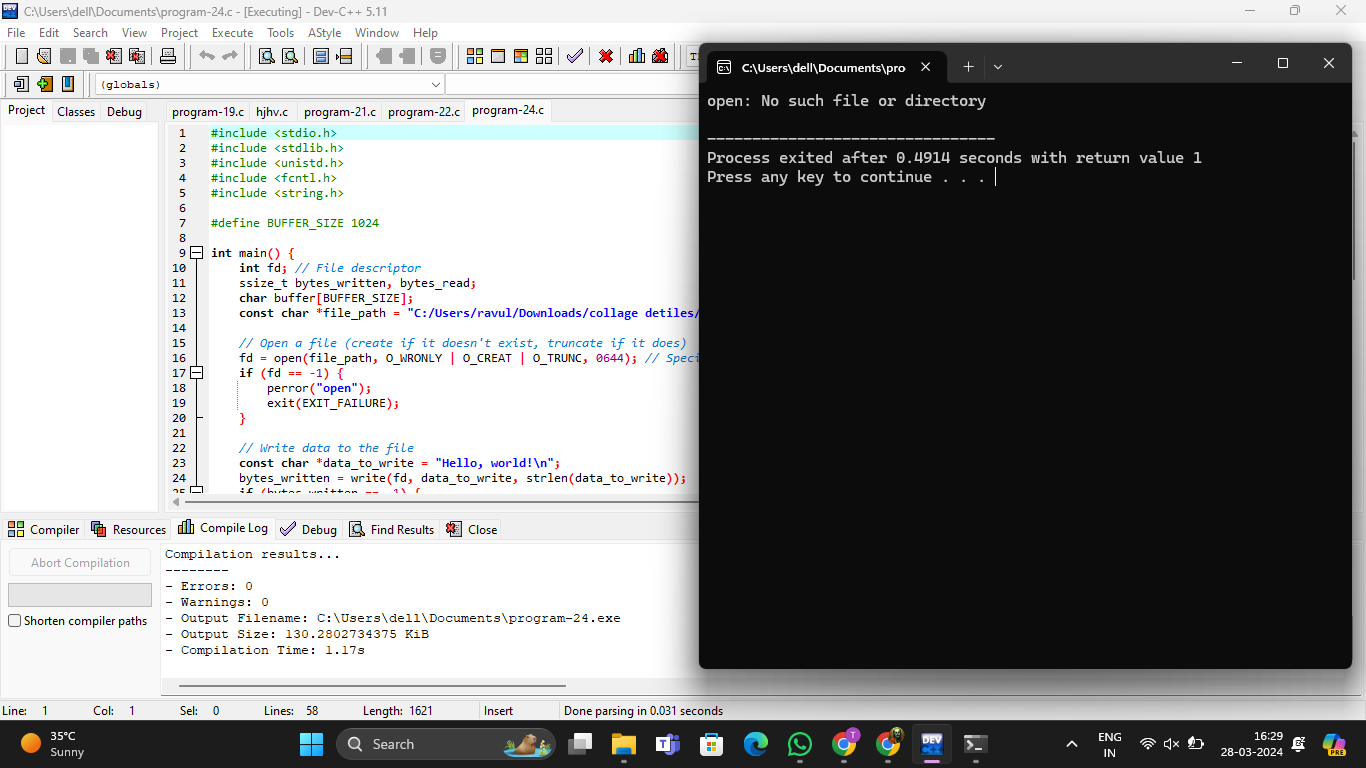 C:\Users\dell\Documents\program-24.c - [Executing] - Dev-C++ 5.11
File Edit Search View Project Execute Tools AStyle Window Help
(globals)
Project Classes Debug
program-19.c hjhv.c program-21.c program-22.c program-24.c
1 #include <stdio.h>
2 #include <stdlib.h>
3 #include <unistd.h>
4 #include <fcntl.h>
5 #include <string.h>
6
7 #define BUFFER_SIZE 1024
8
9 int main() {
10 int fd; // File descriptor
11 ssize_t bytes_written, bytes_read;
12 char buffer[BUFFER_SIZE];
13 const char *file_path = "C:/Users/ravul/Downloads/collage detiles/
14
15 // Open a file (create if it doesn't exist, truncate if it does)
16 fd = open(file_path, O_WRONLY | O_CREAT | O_TRUNC, 0644); // Speci
17 if (fd == -1) {
18 perror("open");
19 exit(EXIT_FAILURE);
20 }
21
22 // Write data to the file
23 const char *data_to_write = "Hello, world!\n";
24 bytes_written = write(fd, data_to_write, strlen(data_to_write));
25 if (bytes_written == -1) {
C:\Users\dell\Documents\pro
open: No such file or directory
--------------------------------
Process exited after 0.4914 seconds with return value 1
Press any key to continue . . .
Compiler Resources Compile Log Debug Find Results Close
Abort Compilation
Shorten compiler paths
Compilation results...
--------
- Errors: 0
- Warnings: 0
- Output Filename: C:\Users\dell\Documents\program-24.exe
- Output Size: 130.2802734375 KiB
- Compilation Time: 1.17s
Line: 1 Col: 1 Sel: 0 Lines: 58 Length: 1621 Insert Done parsing in 0.031 seconds
35°C
Sunny
Search
DEV
T
ENG
IN
16:29
28-03-2024
PRE